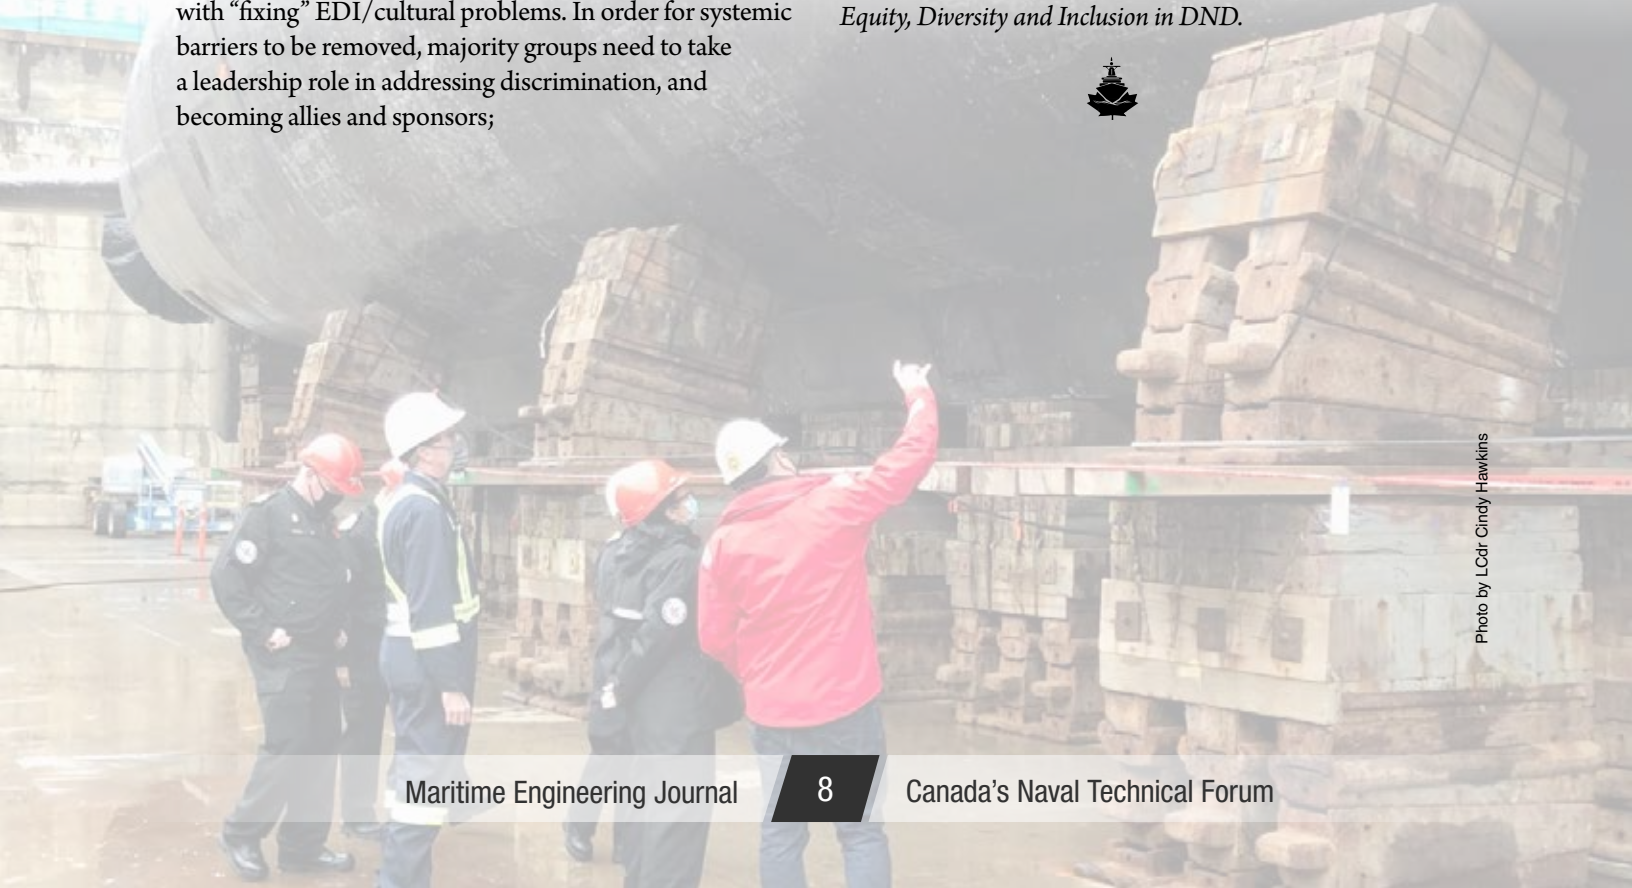 with “fixing” EDI/cultural problems. In order for systemic
barriers to be removed, majority groups need to take
a leadership role in addressing discrimination, and
becoming allies and sponsors;
Equity, Diversity and Inclusion in DND.
Photo by LCdr Cindy Hawkins
Maritime Engineering Journal
8
Canada’s Naval Technical Forum